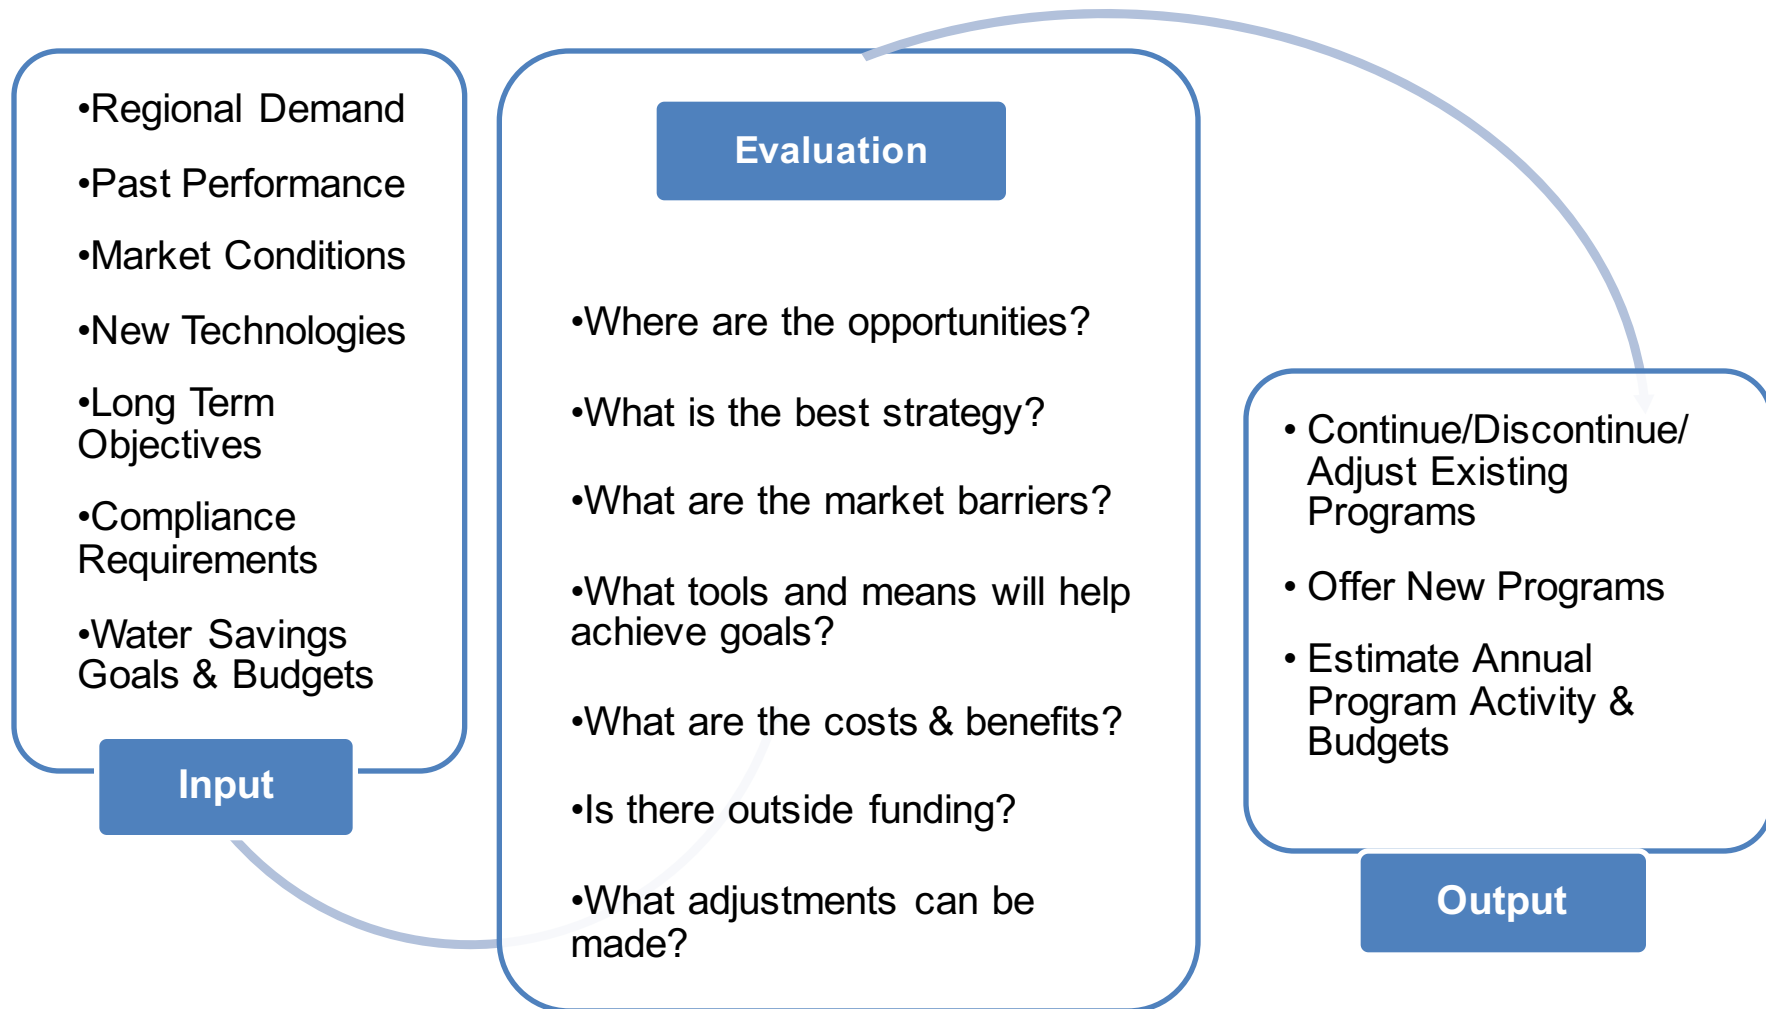 •Regional Demand
•Past Performance
•Market Conditions
•New Technologies
•Long Term
Objectives
•Compliance
Requirements
•Water Savings
Goals & Budgets
Input
Evaluation
•Where are the opportunities?
•What is the best strategy?
•What are the market barriers?
•What tools and means will help
achieve goals?
•What are the costs & benefits?
•Is there outside funding?
•What adjustments can be
made?
• Continue/Discontinue/
Adjust Existing
Programs
• Offer New Programs
• Estimate Annual
Program Activity &
Budgets
Output